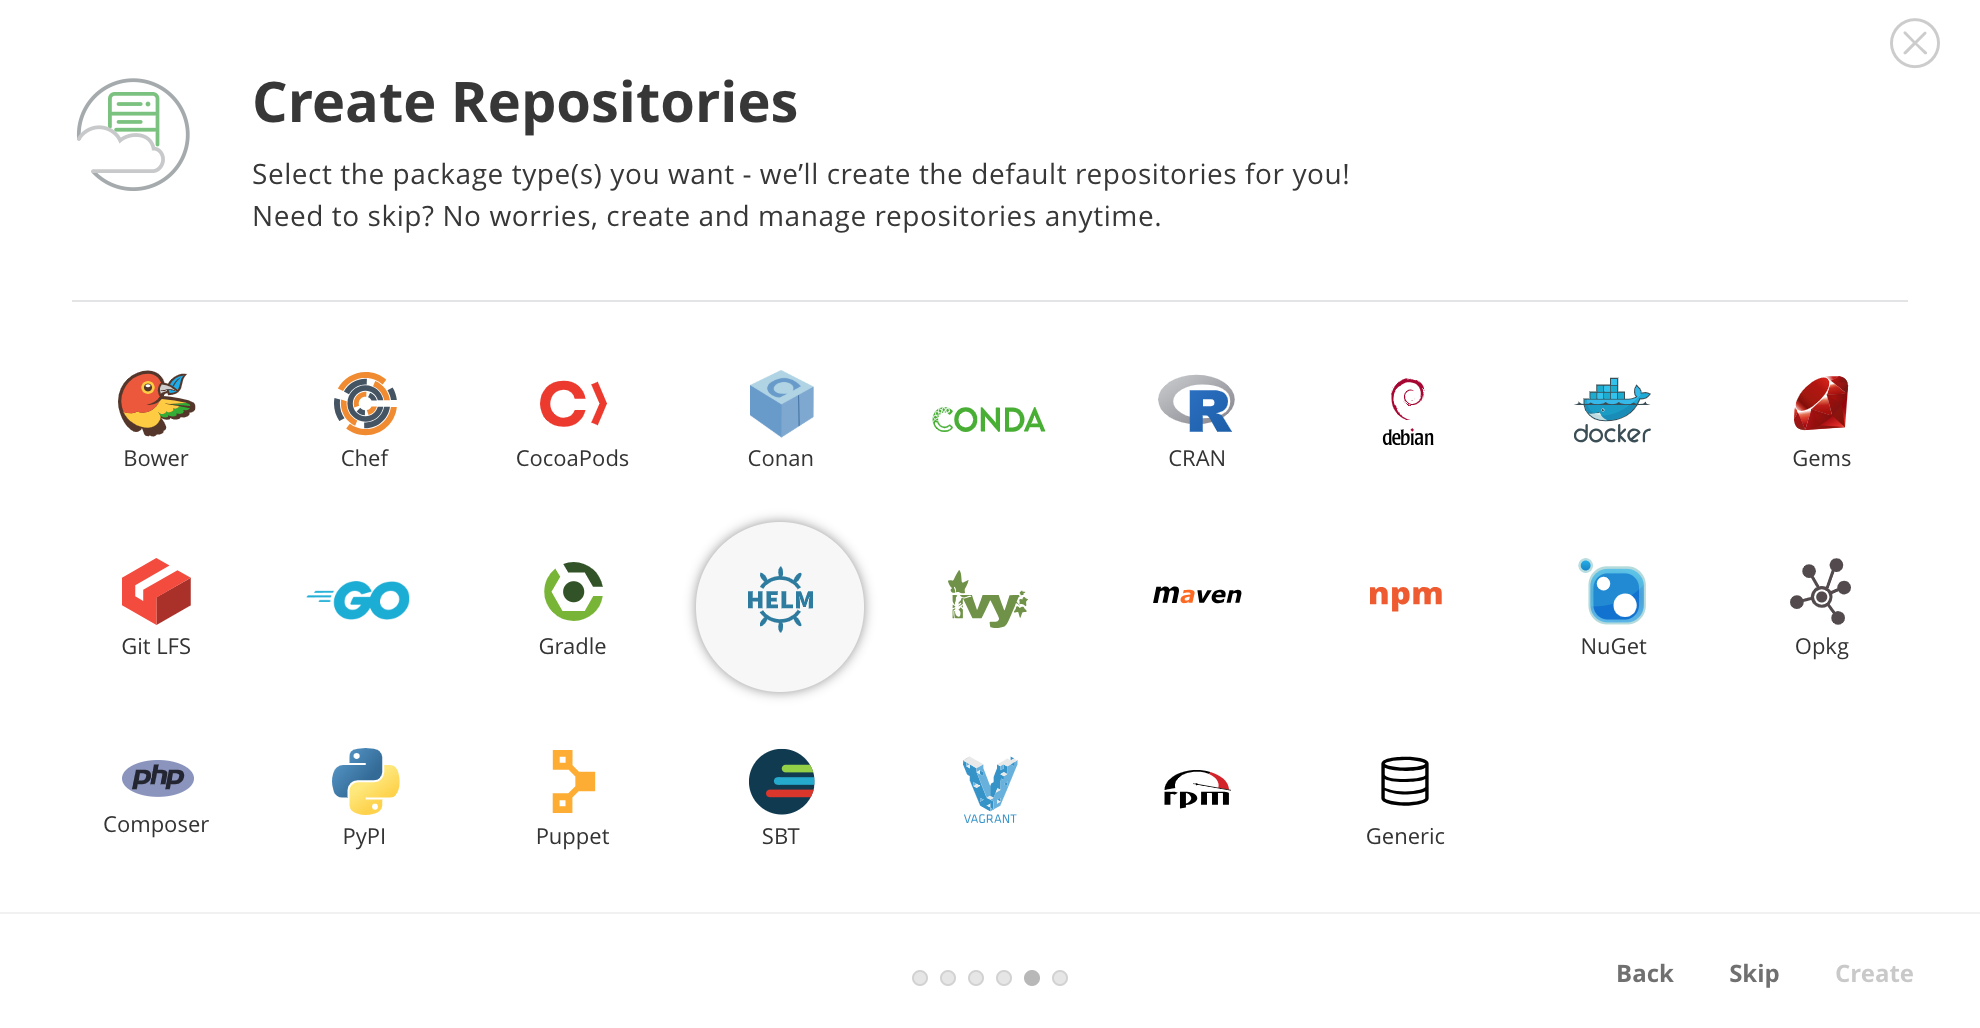 Create Repositories
Select the package type(s) you want - we’ll create the default repositories for you!
Need to skip? No worries, create and manage repositories anytime.
Bower
Chef
CocoaPods
Conan
CONDA
R
CRAN
debian
docker
Gems
Git LFS
GO
Gradle
HELM
ivy
maven
npm
NuGet
Opkg
php
Composer
PyPI
Puppet
SBT
VAGRANT
rpm
Generic
Back
Skip
Create